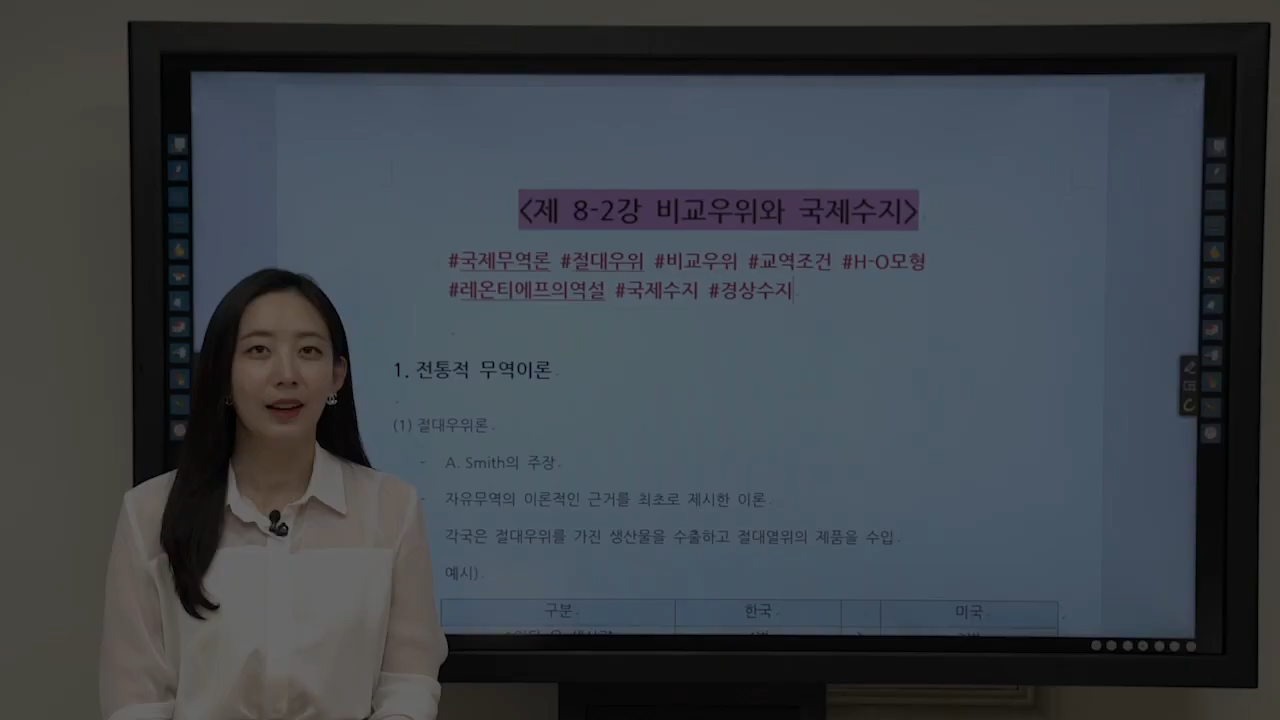 <제 8-2강 비교우위와 국제수지>
#국제무역론 #절대우위 #비교우위 #교역조건 #H-O모형
#레온티에프의역설 #국제수지 #경상수지
1. 전통적 무역이론
(1) 절대우위론
- A. Smith의 주장
- 자유무역의 이론적인 근거를 최초로 제시한 이론
각국은 절대우위를 가진 생산물을 수출하고 절대열위의 제품을 수입
예시)
구분 한국 미국